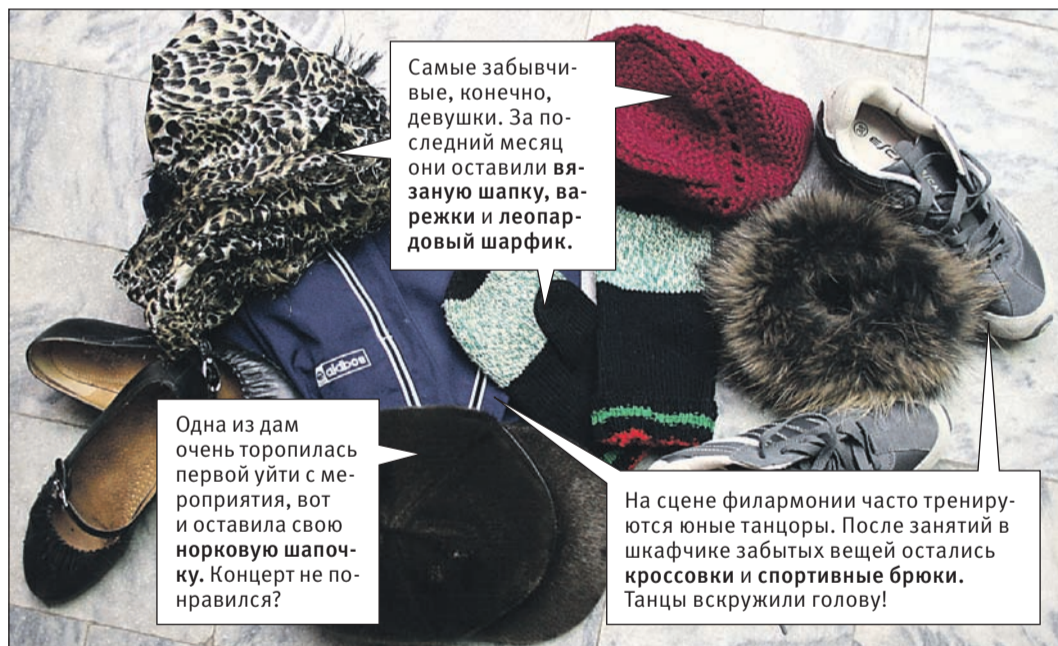 Самые забывчи-
вые, конечно,
девушки. За по-
следний месяц
они оставили вя-
заную шапку, ва-
режки и леопар-
довый шарфик.
Одна из дам
очень торопилась
первой уйти с ме-
роприятия, вот
и оставила свою
норковую шапоч-
ку. Концерт не по-
нравился?
На сцене филармонии часто трениру-
ются юные танцоры. После занятий в
шкафчике забытых вещей остались
кроссовки и спортивные брюки.
Танцы вскружили голову!